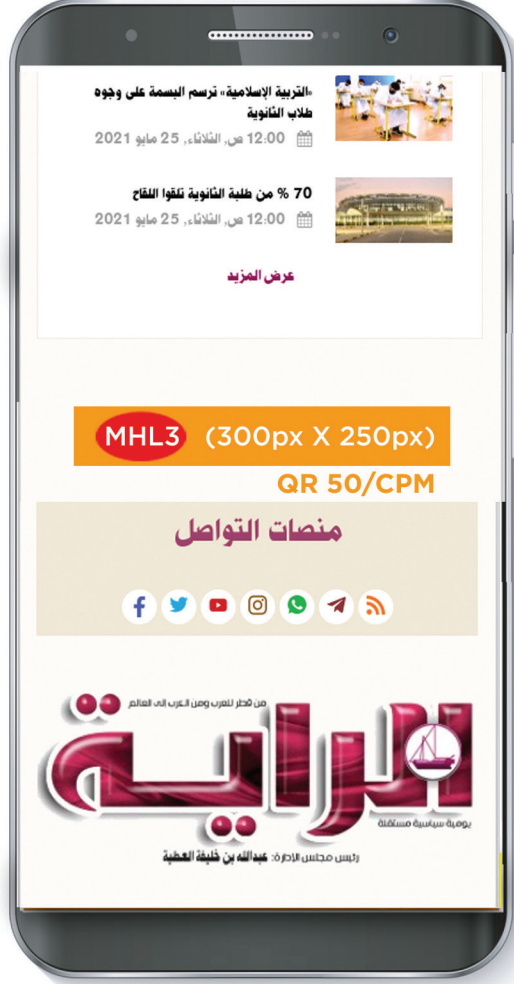 «التربية الإسلامية» ترسم البسمة على وجوه
طلاب الثانوية
12:00 ص, الثلاثاء, 25 مايو 2021
70 % من طلبة الثانوية تلقوا اللقاح
12:00 ص, الثلاثاء, 25 مايو 2021
عرض المزيد
MHL3 (300px X 250px)
QR 50/CPM
منصات التواصل
من قطر للعرب ومن العرب إلى العالم
الراية
يومية سياسية مستقلة
رئيس مجلس الإدارة: عبدالله بن خليفة العطية